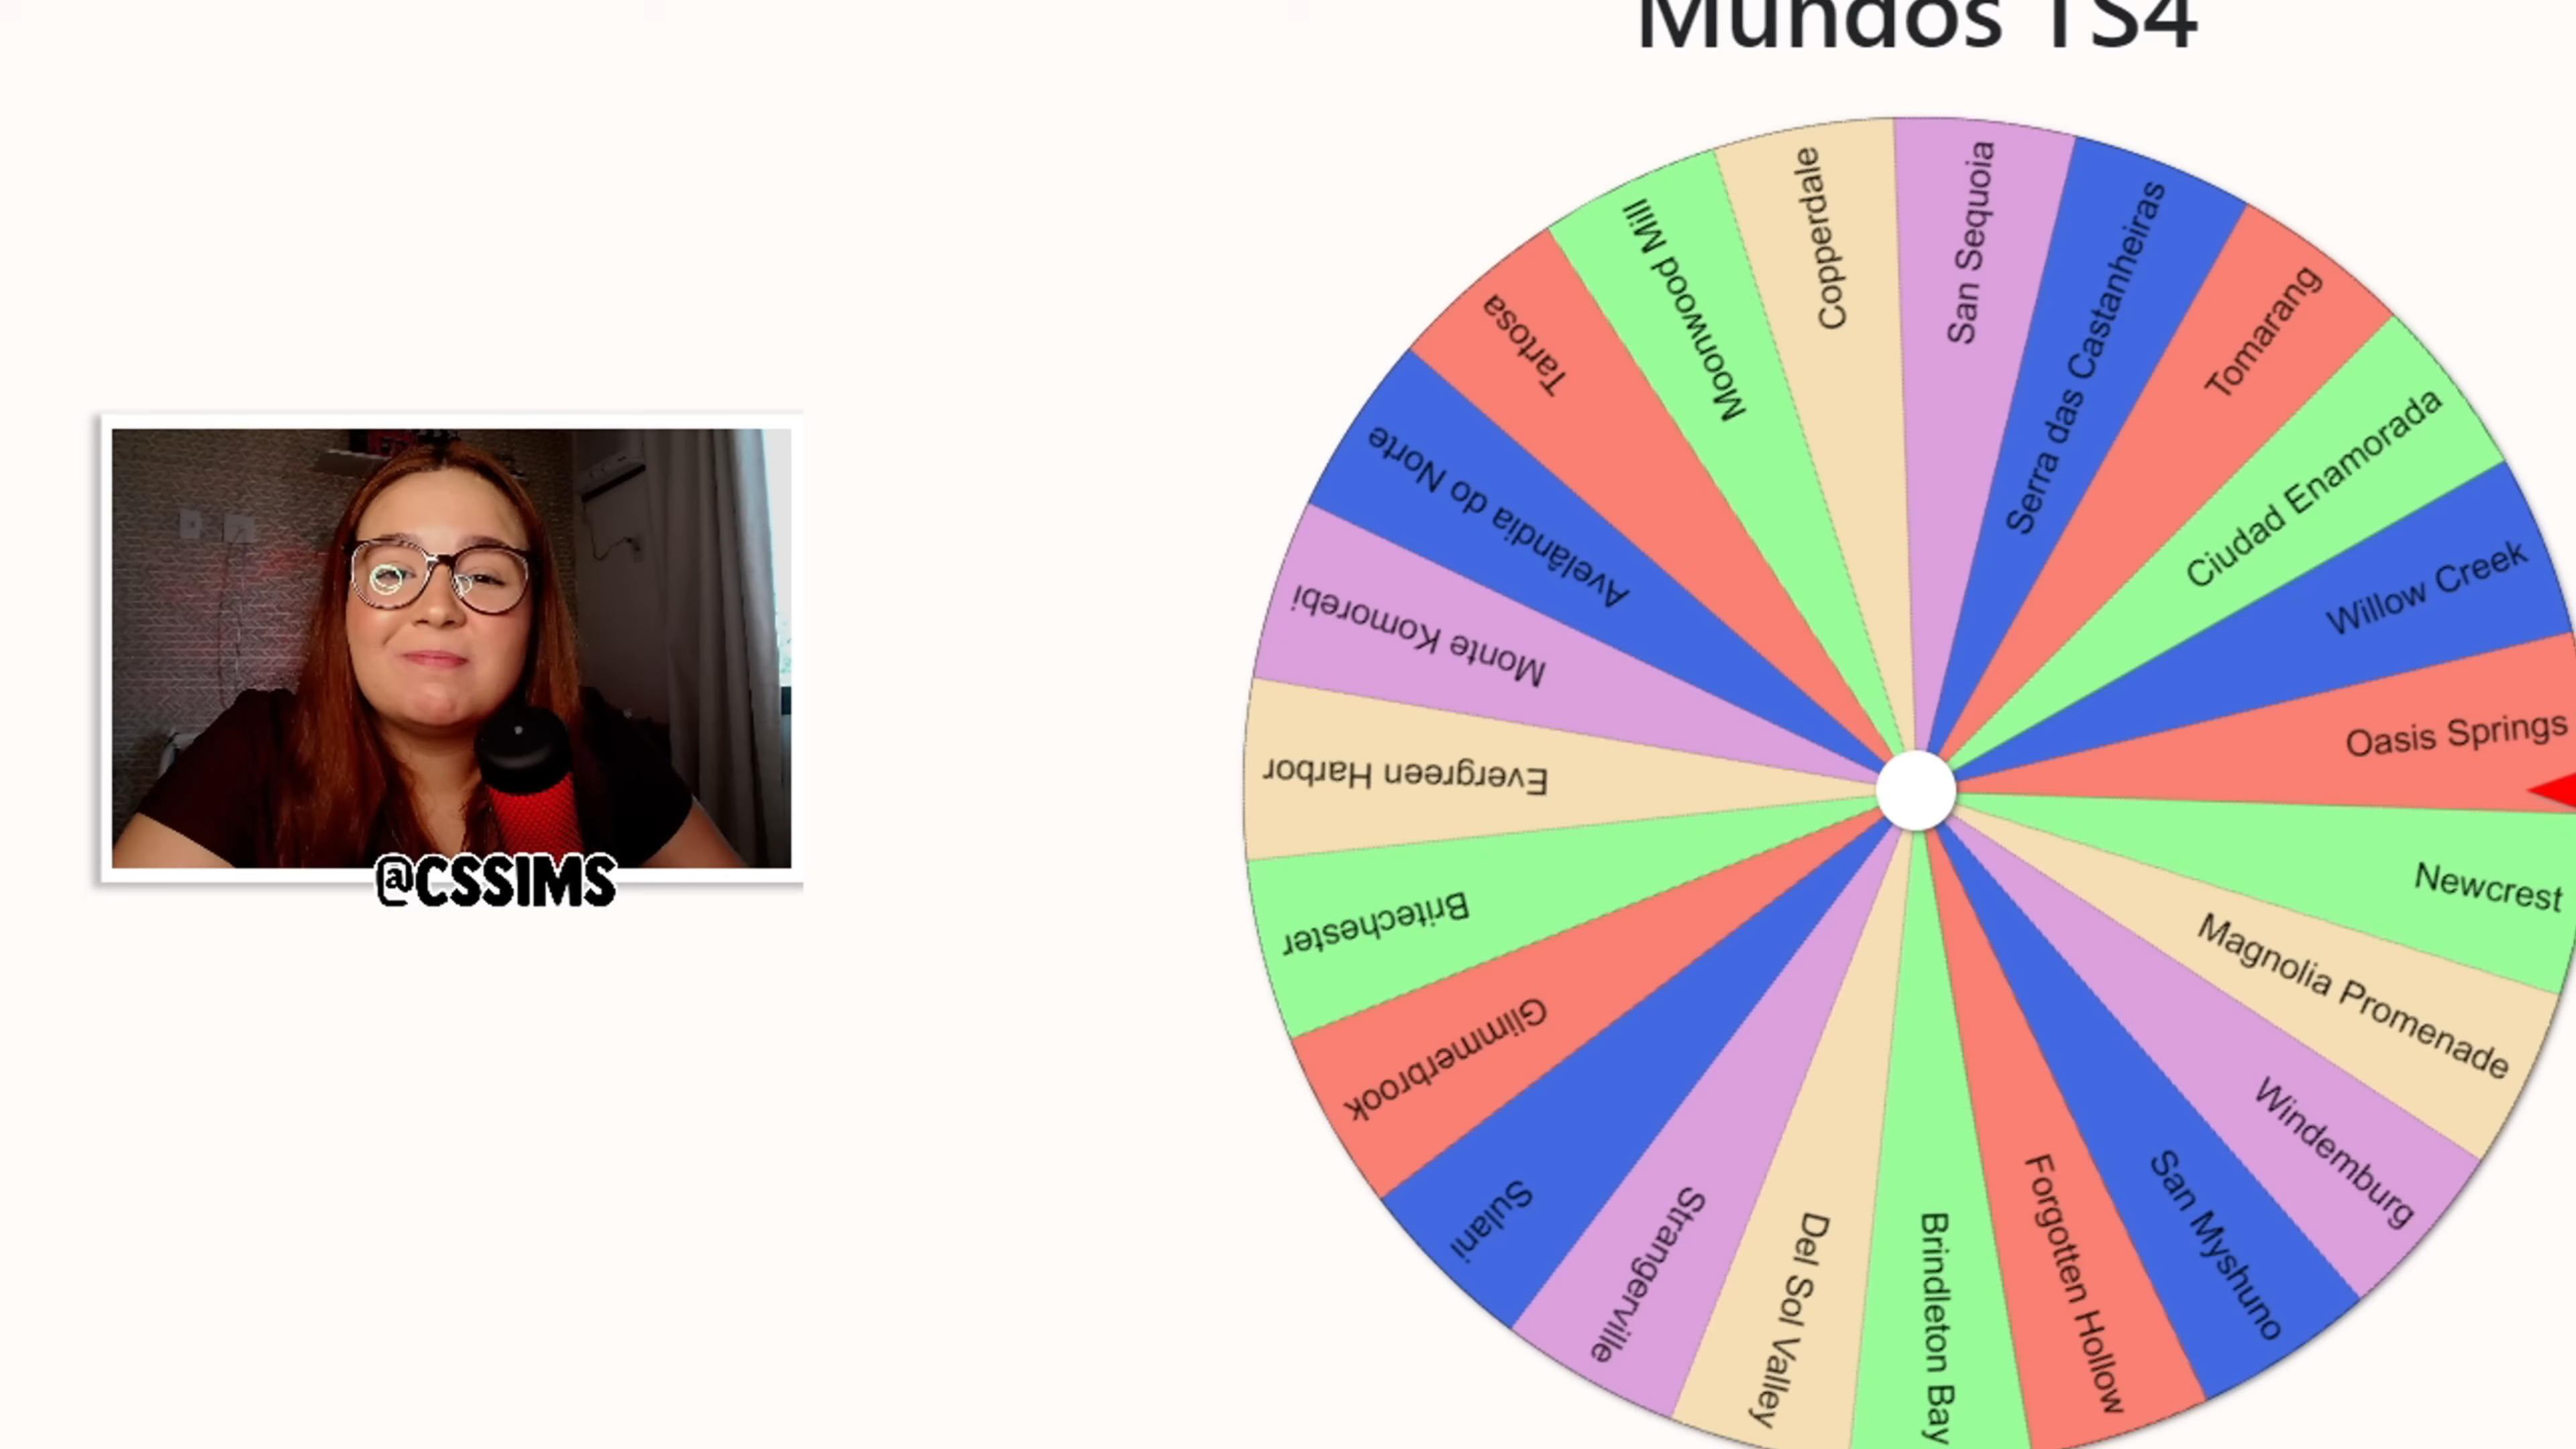 Mundos TS4
San Sequoia
Serra das Castanheiras
Tomarang
Ciudad Enamorada
Willow Creek
Oasis Springs
Newcrest
Magnolia Promenade
Windemburg
San Myshuno
Forgotten Hollow
Brindleton Bay
Del Sol Valley
Strangerville
Sulani
Glimmerbrook
Britechester
Evergreen Harbor
Monte Komorebi
Avelândia do Norte
Tartosa
Moonwood Mill
Copperdale
@CSSIMS